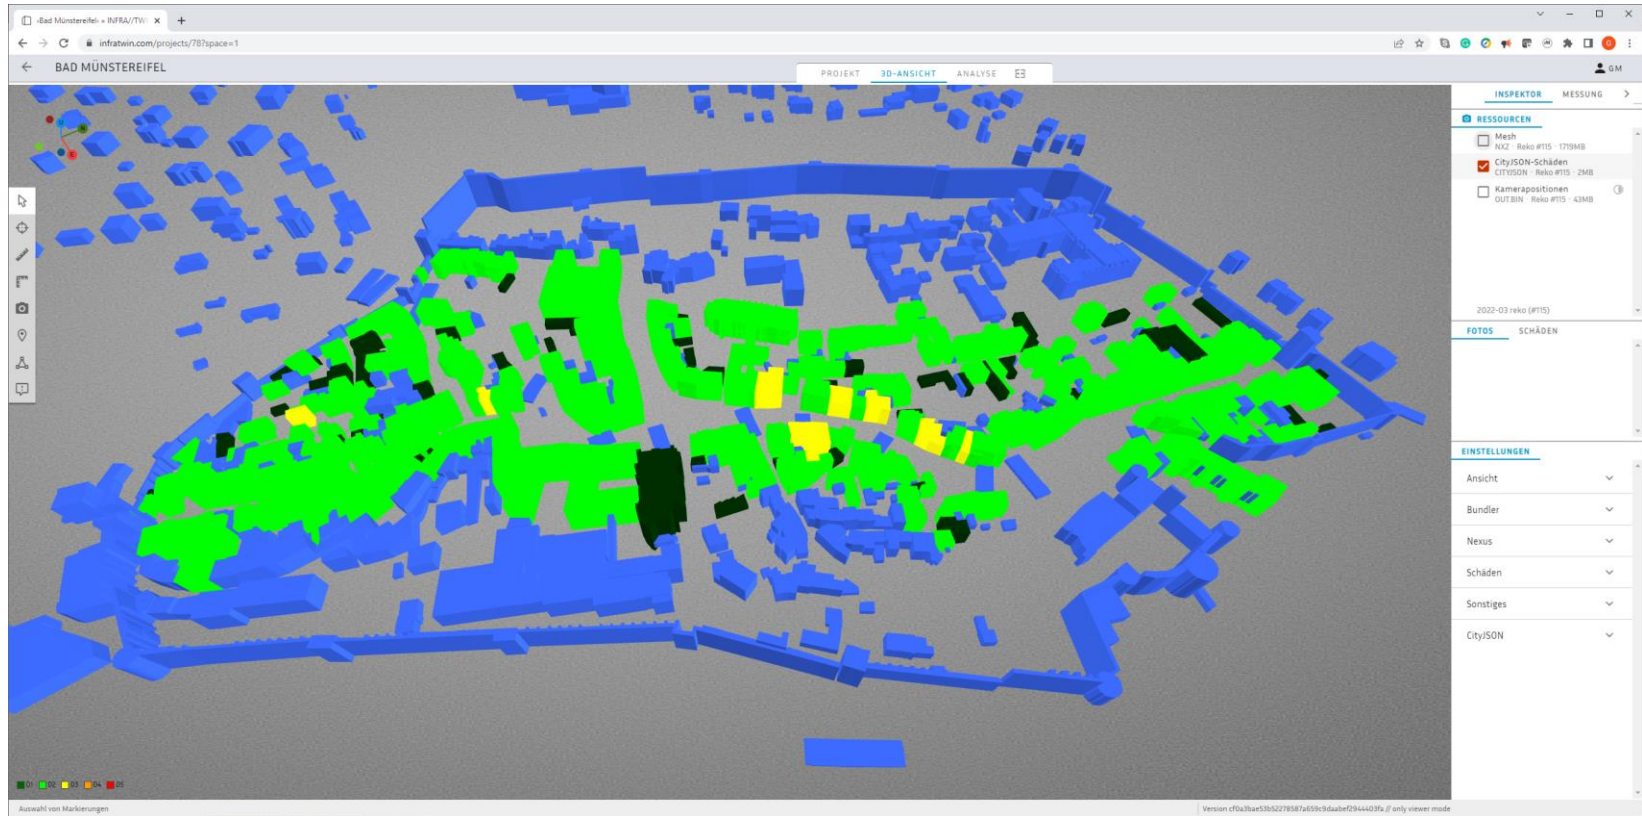 ‹Bad Münstereifel› « INFRA//TW
infratwin.com/projects/78?space=1
BAD MÜNSTEREIFEL
PROJEKT 3D-ANSICHT ANALYSE
GM
INSPEKTOR MESSUNG
RESSOURCEN
Mesh
NXZ · Reko #115 · 1719MB
CityJSON-Schäden
CITYJSON · Reko #115 · 2MB
Kamerapositionen
OUT.BIN · Reko #115 · 43MB
2022-03 reko (#115)
FOTOS SCHÄDEN
EINSTELLUNGEN
Ansicht
Bundler
Nexus
Schäden
Sonstiges
CityJSON
N
E
01 02 03 04 05
Auswahl von Markierungen
Version cf0a3bae53b52278587a659c9daabef2944403fa // only viewer mode